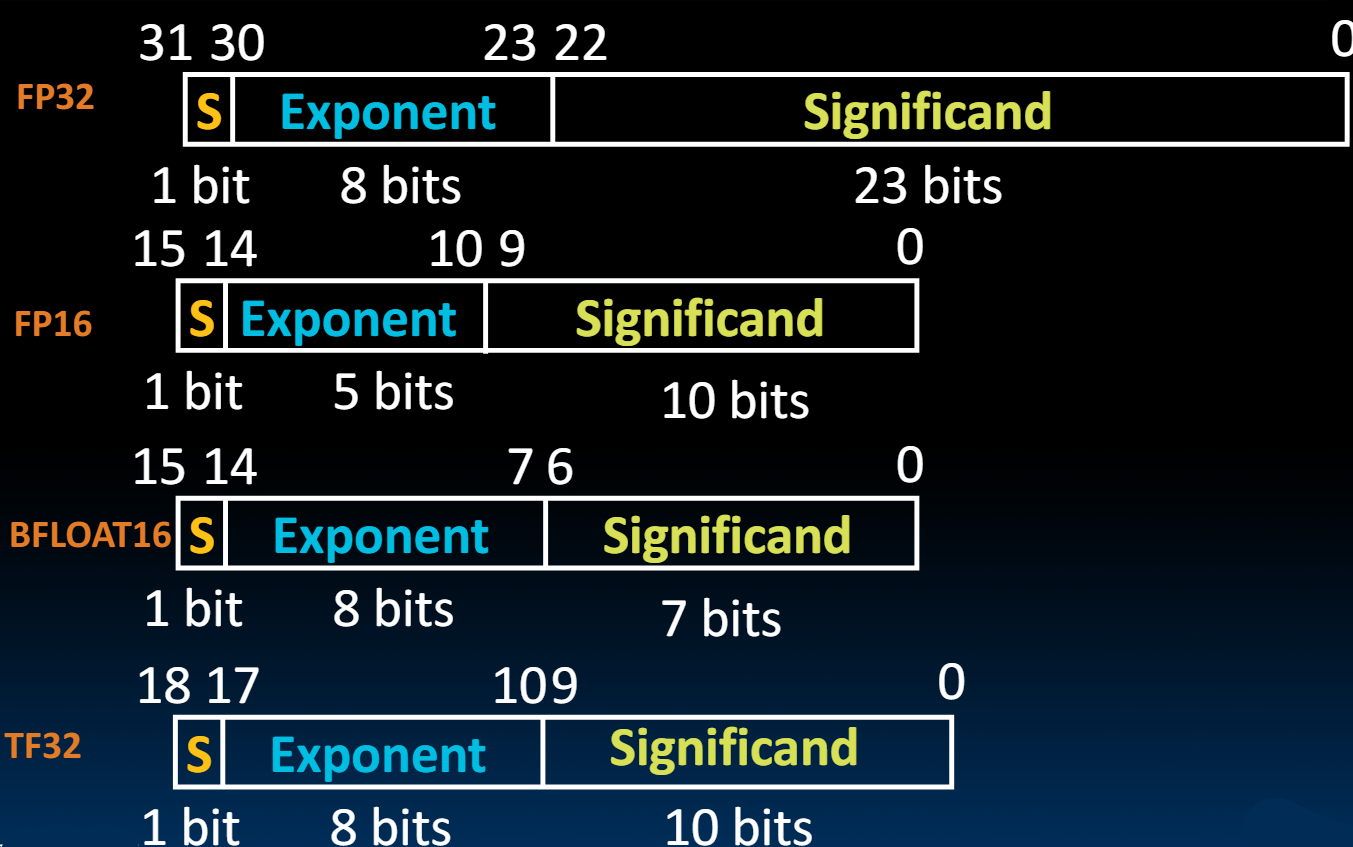 31 30 23 22 0
FP32 S Exponent Significand
1 bit 8 bits 23 bits
15 14 10 9 0
FP16 S Exponent Significand
1 bit 5 bits 10 bits
15 14 7 6 0
BFLOAT16 S Exponent Significand
1 bit 8 bits 7 bits
18 17 10 9 0
TF32 S Exponent Significand
1 bit 8 bits 10 bits